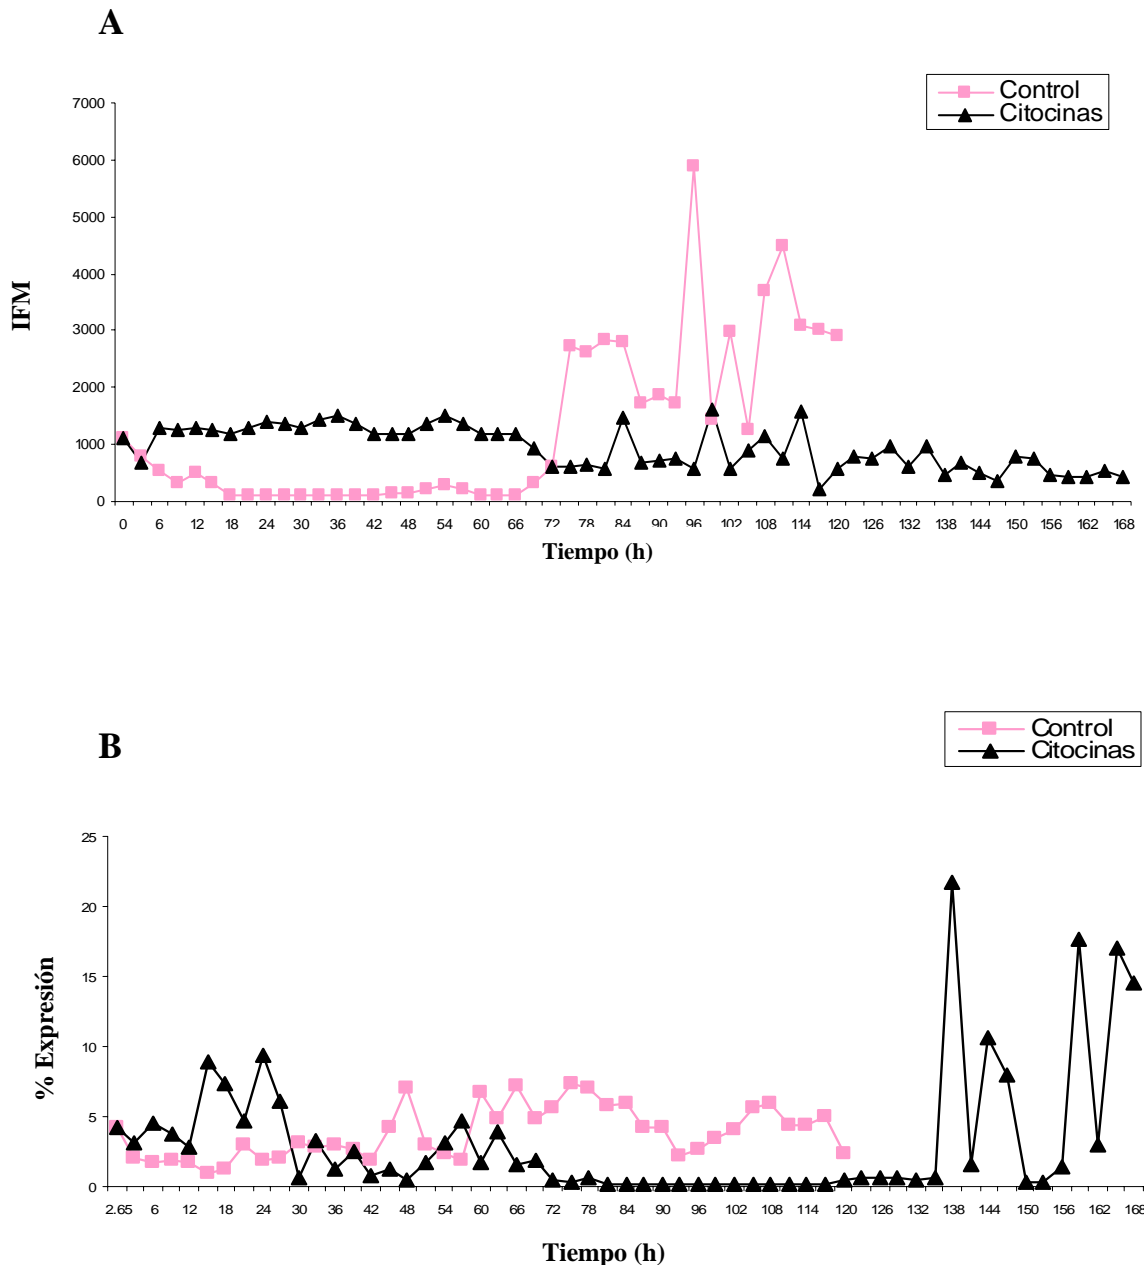 A
Control
Citocinas
7000
6000
5000
4000
3000
2000
1000
0
IFM
0 6 12 18 24 30 36 42 48 54 60 66 72 78 84 90 96 102 108 114 120 126 132 138 144 150 156 162 168
Tiempo (h)
B
Control
Citocinas
25
20
15
10
5
0
% Expresión
2.65 6 12 18 24 30 36 42 48 54 60 66 72 78 84 90 96 102 108 114 120 126 132 138 144 150 156 162 168
Tiempo (h)